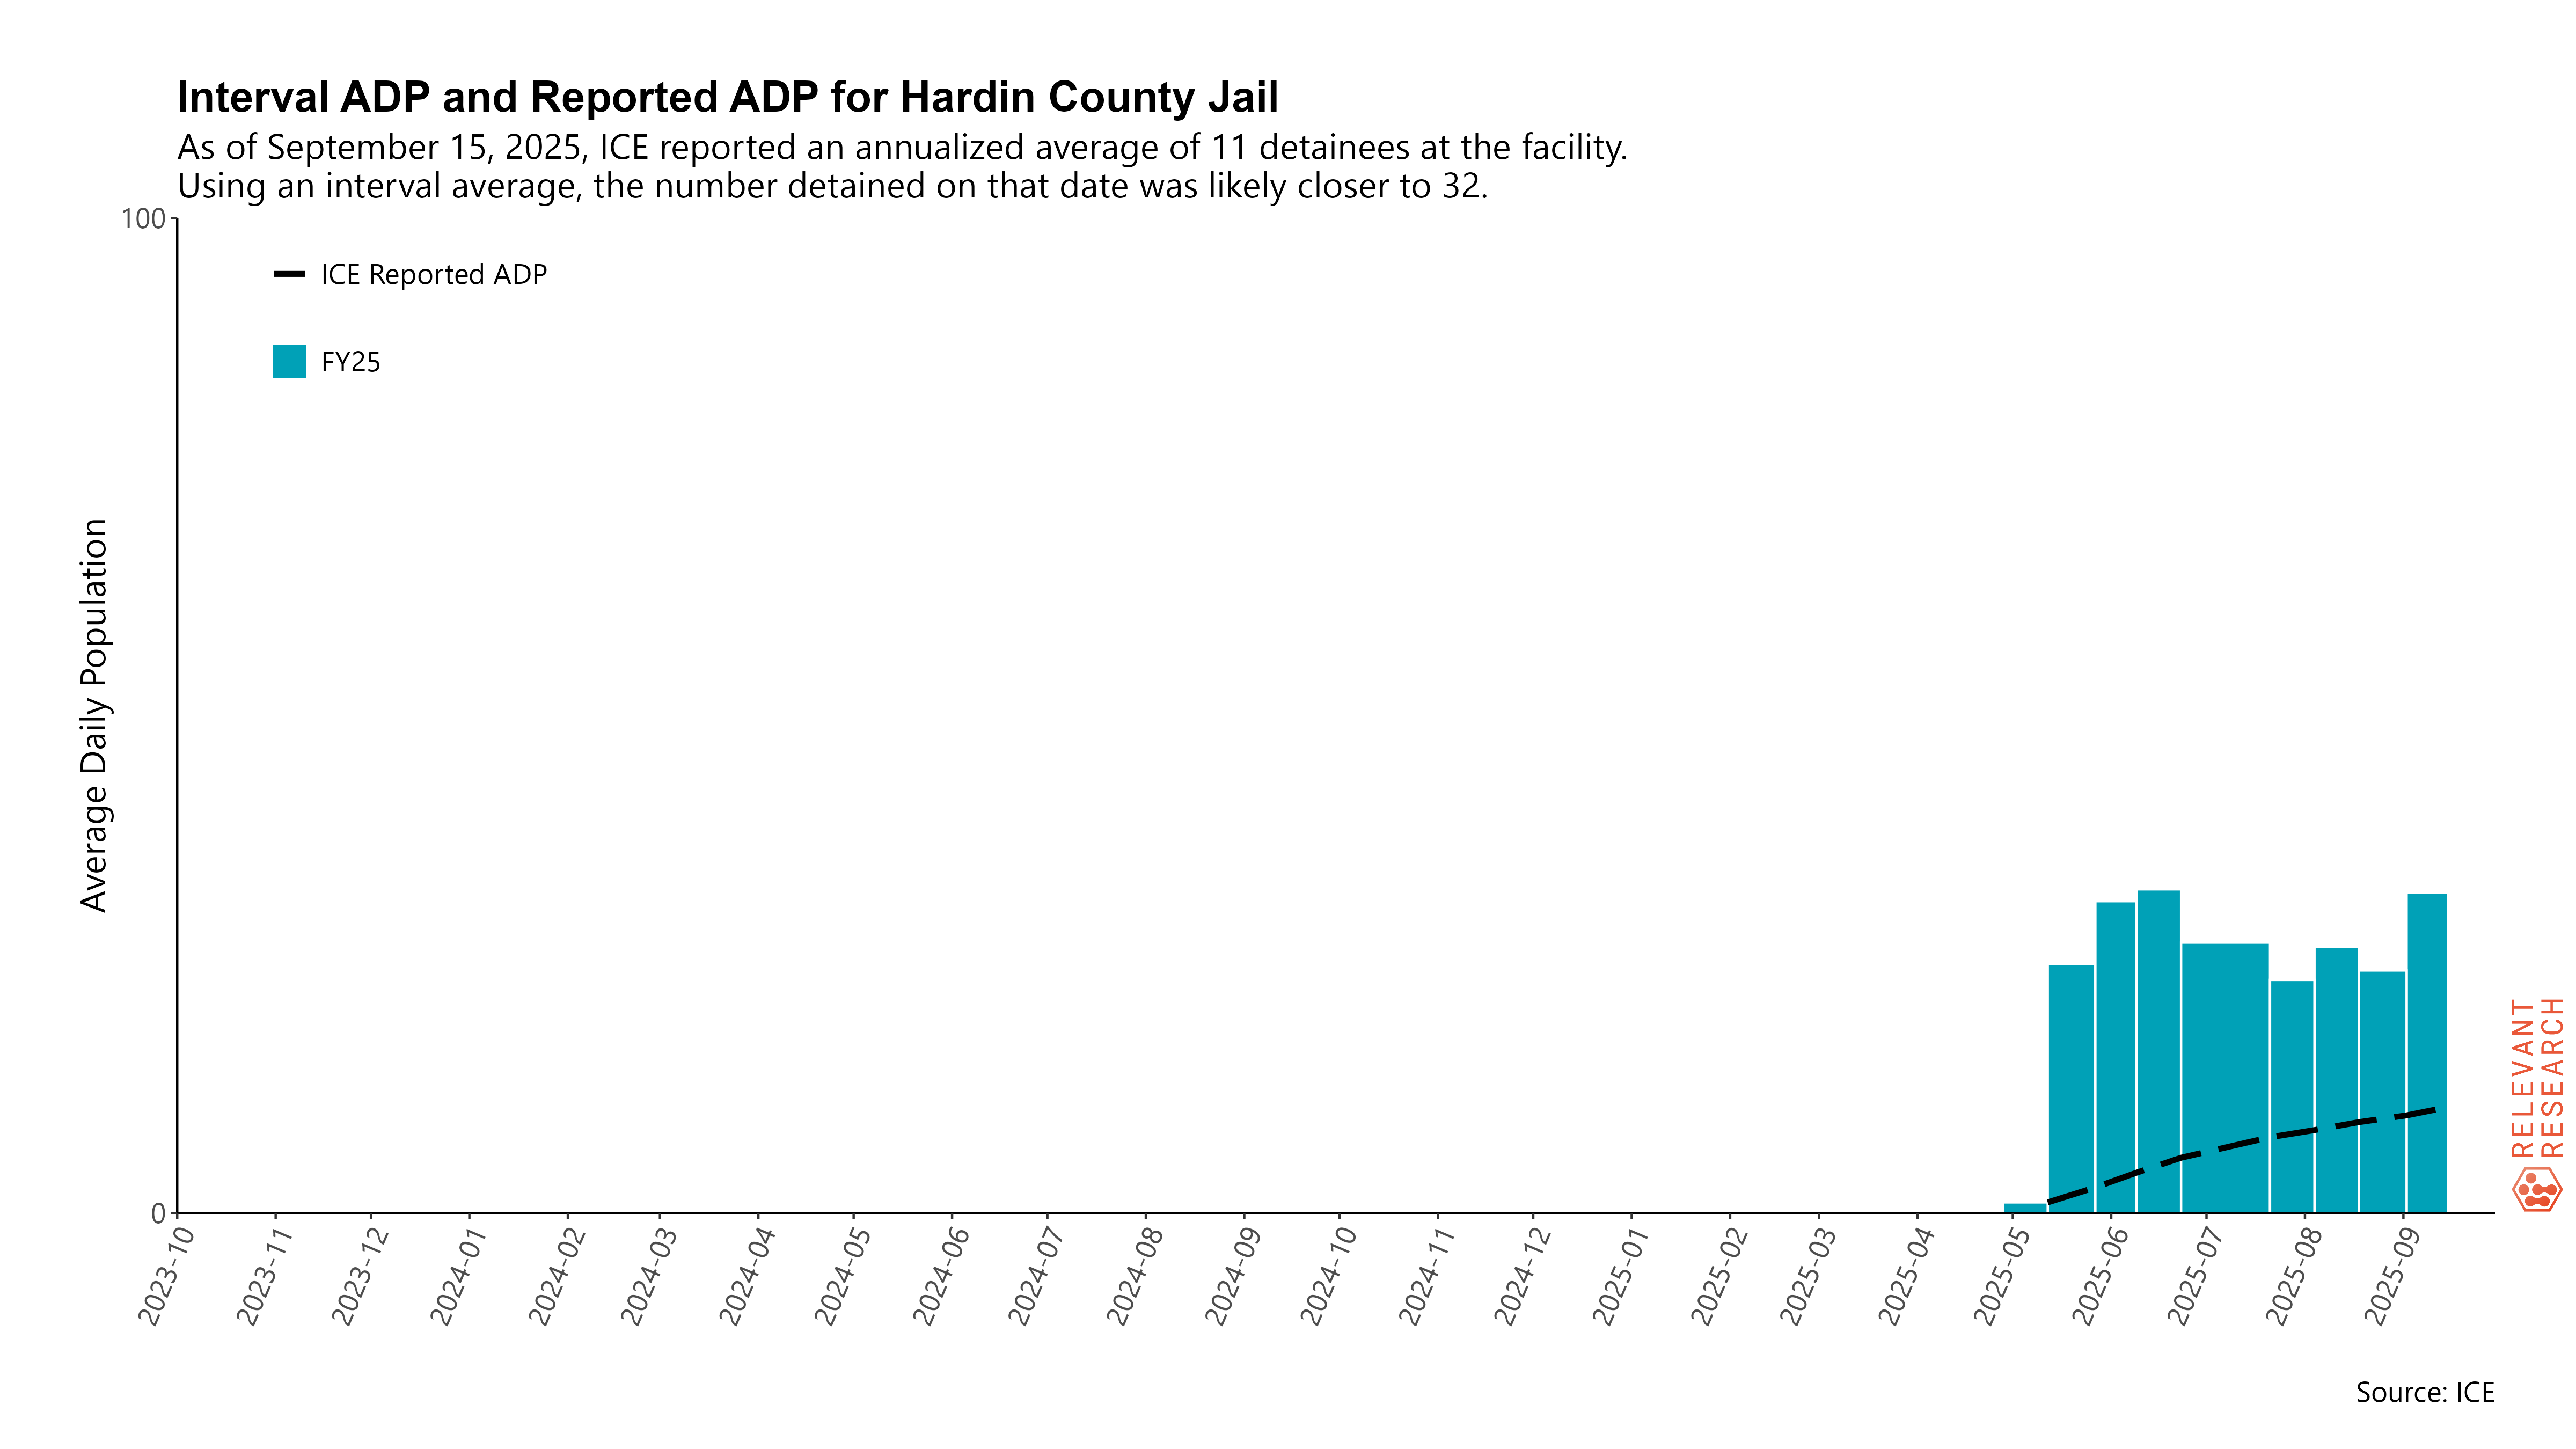 Interval ADP and Reported ADP for Hardin County Jail
As of September 15, 2025, ICE reported an annualized average of 11 detainees at the facility.
Using an interval average, the number detained on that date was likely closer to 32.
100
ICE Reported ADP
FY25
Average Daily Population
0
2023-10
2023-11
2023-12
2024-01
2024-02
2024-03
2024-04
2024-05
2024-06
2024-07
2024-08
2024-09
2024-10
2024-11
2024-12
2025-01
2025-02
2025-03
2025-04
2025-05
2025-06
2025-07
2025-08
2025-09
RELEVANT
RESEARCH
Source: ICE